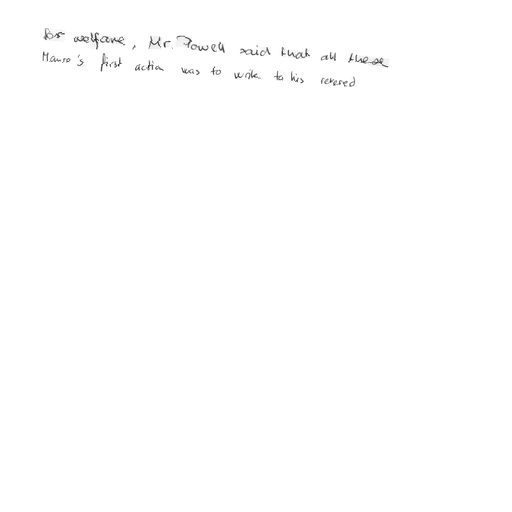 for welfare, Mr. Powell said that all these
Mauro's first action was to write to his revered